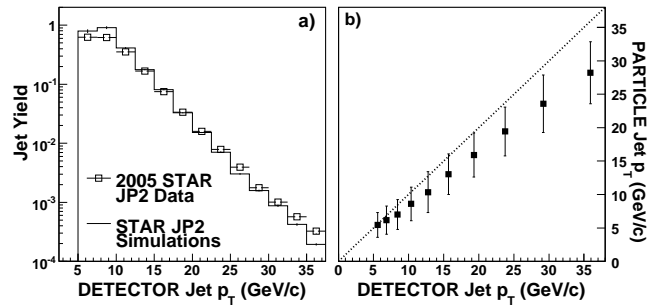 a)
Jet Yield
1
10^-1
10^-2
10^-3
10^-4
2005 STAR
JP2 Data
STAR JP2
Simulations
5 10 15 20 25 30 35
DETECTOR Jet p_T (GeV/c)
b)
PARTICLE Jet p_T (GeV/c)
35
30
25
20
15
10
5
0
0 5 10 15 20 25 30 35
DETECTOR Jet p_T (GeV/c)